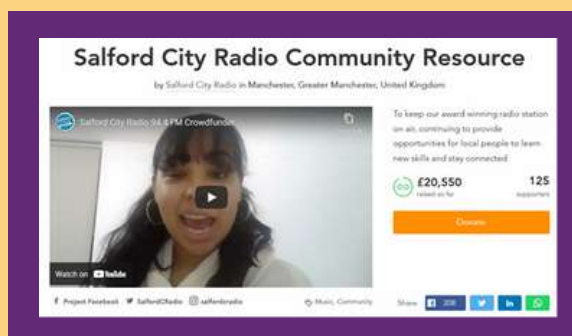 Salford City Radio Community Resource
by Salford City Radio in Manchester, Greater Manchester, United Kingdom
Salford City Radio 94.4 FM Crowdfunder
To keep our award winning radio station
on air, continuing to provide
opportunities for local people to learn
new skills and stay connected
£20,550
raised so far
125
supporters
Donate
Watch on YouTube
Project Facebook SalfordCRadio salfordcradio
Music, Community
Share 208